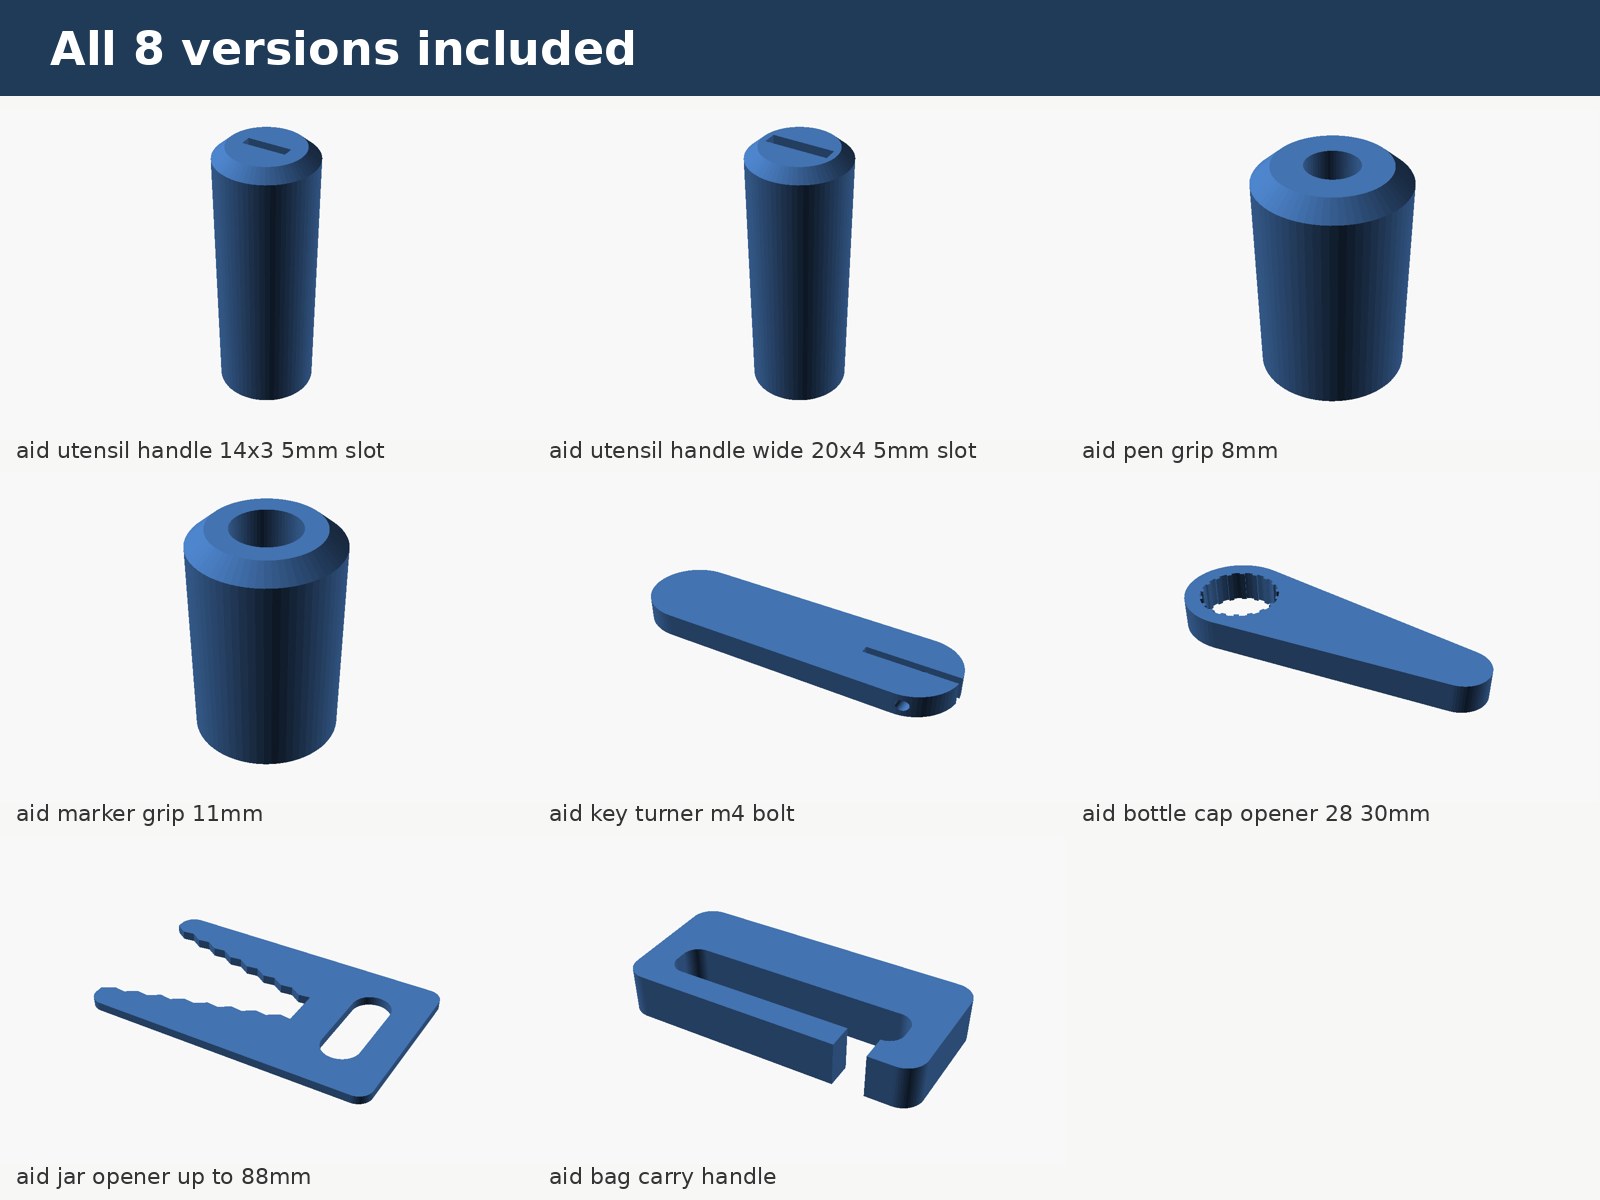 All 8 versions included
aid utensil handle 14x3 5mm slot
aid utensil handle wide 20x4 5mm slot
aid pen grip 8mm
aid marker grip 11mm
aid key turner m4 bolt
aid bottle cap opener 28 30mm
aid jar opener up to 88mm
aid bag carry handle